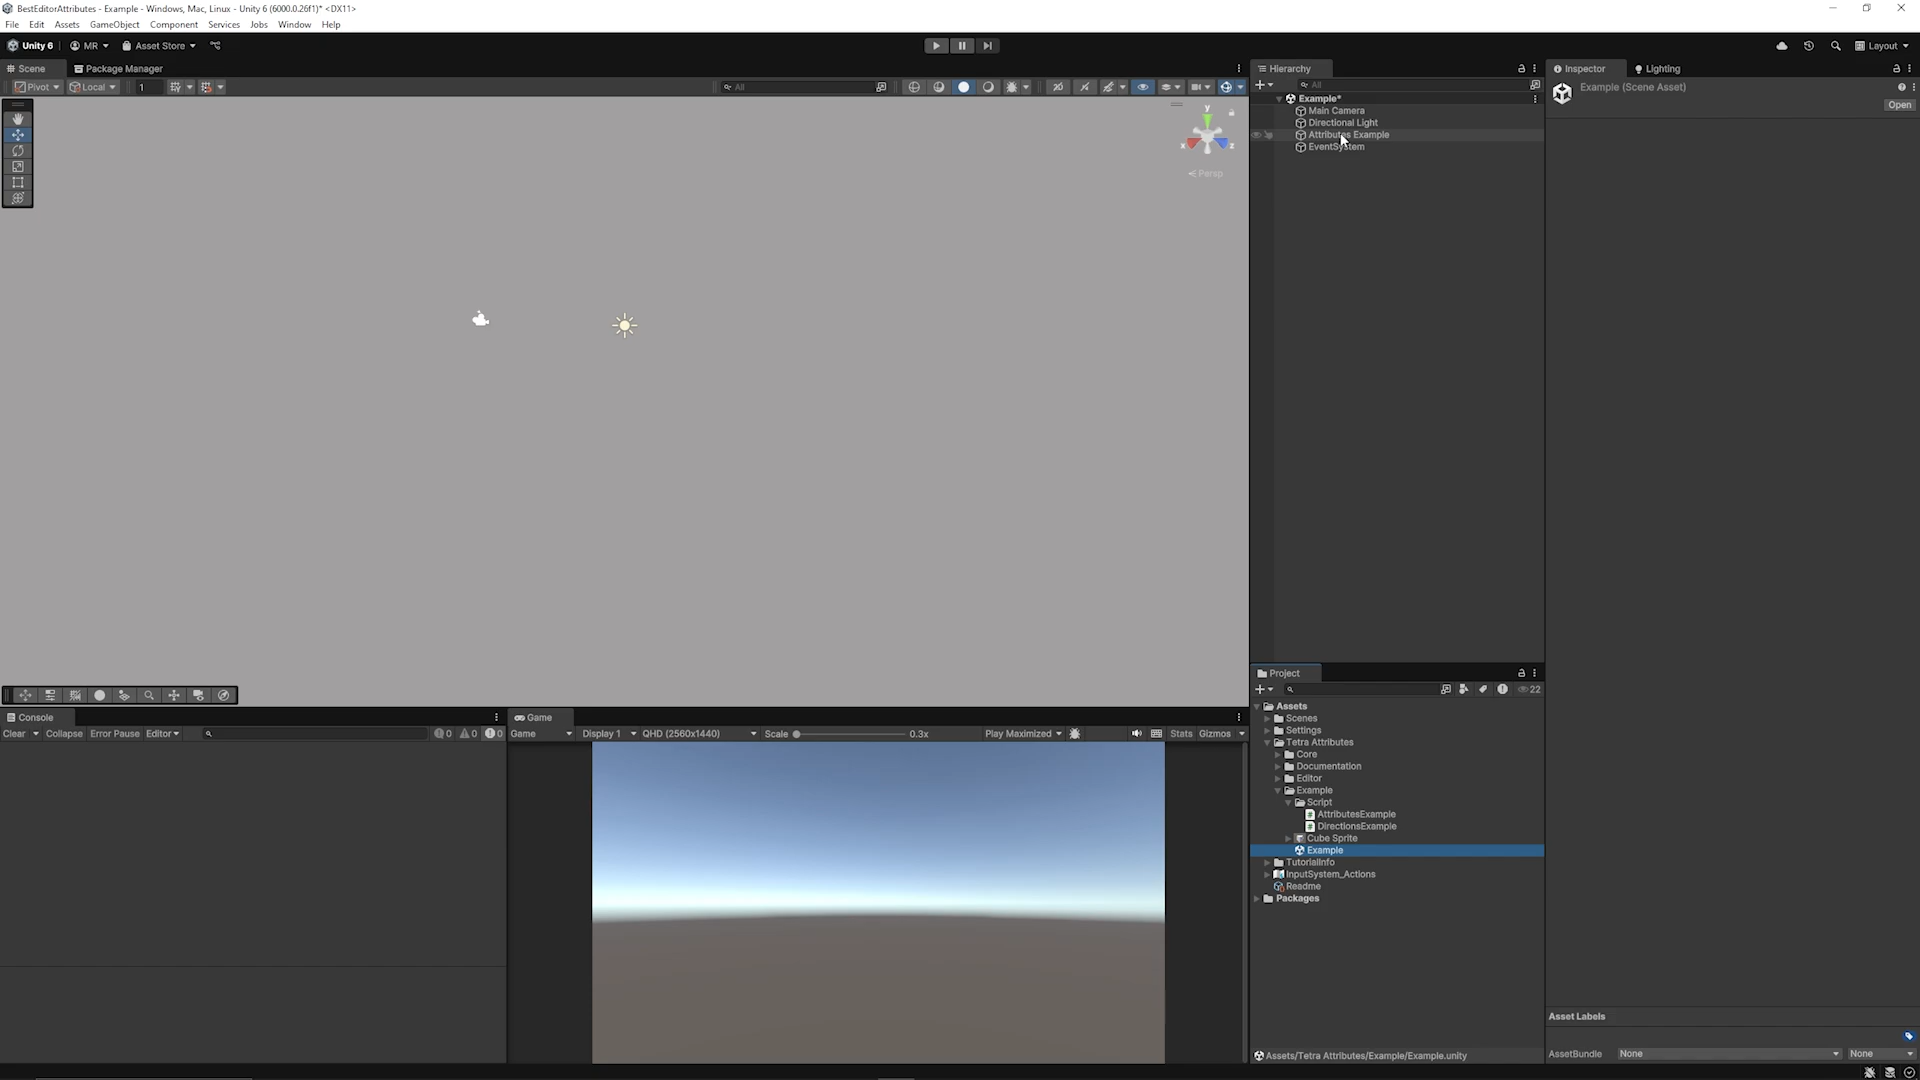 BestEditorAttributes - Example - Windows, Mac, Linux - Unity 6 (6000.0.26f1)* <DX11>
File Edit Assets GameObject Component Services Jobs Window Help
Unity 6 MR Asset Store Layout
Scene Package Manager
Pivot Local 1 All
Y
X Z
Persp
Hierarchy
All
Example*
Main Camera
Directional Light
Attributes Example
EventSystem
Inspector Lighting
Example (Scene Asset)
Open
Console
Clear Collapse Error Pause Editor 0 0 0
Game
Game Display 1 QHD (2560x1440) Scale 0.3x Play Maximized Stats Gizmos
Project
22
Assets
Scenes
Settings
Tetra Attributes
Core
Documentation
Editor
Example
Script
AttributesExample
DirectionsExample
Cube Sprite
Example
TutorialInfo
InputSystem_Actions
Readme
Packages
Assets/Tetra Attributes/Example/Example.unity
Asset Labels
AssetBundle None None